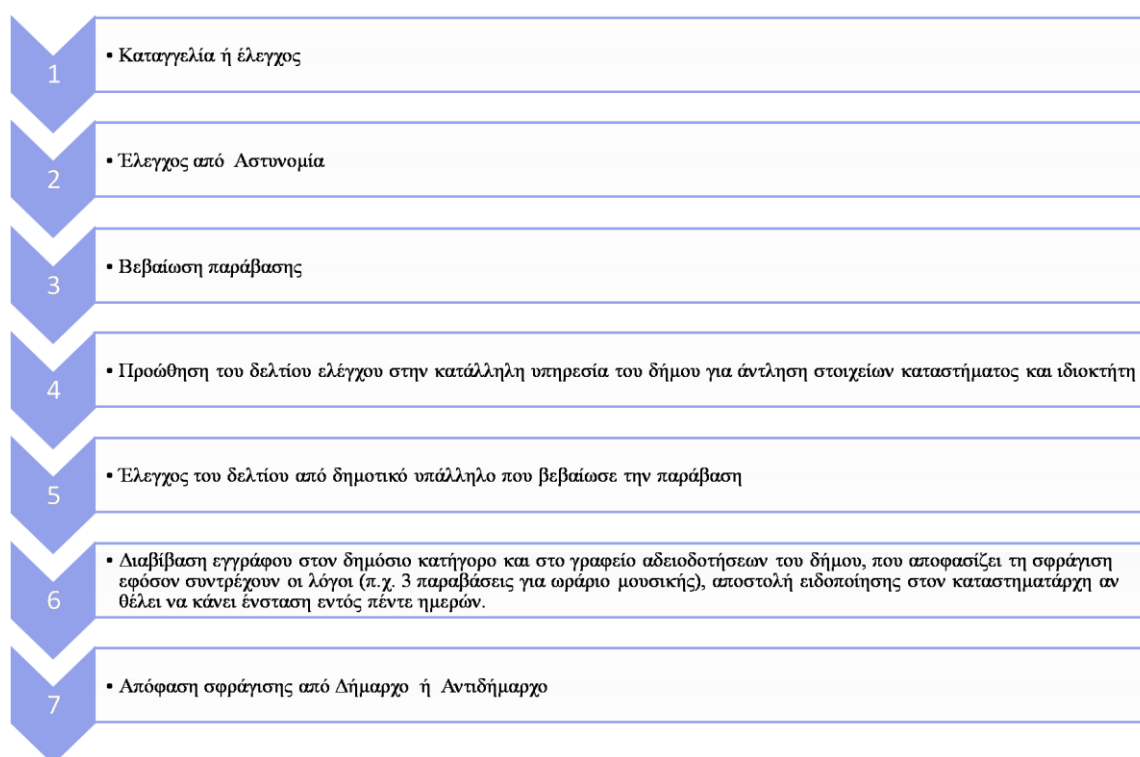 1
• Καταγγελία ή έλεγχος
2
• Έλεγχος από Αστυνομία
3
• Βεβαίωση παράβασης
4
• Προώθηση του δελτίου ελέγχου στην κατάλληλη υπηρεσία του δήμου για άντληση στοιχείων καταστήματος και ιδιοκτήτη
5
• Έλεγχος του δελτίου από δημοτικό υπάλληλο που βεβαίωσε την παράβαση
6
• Διαβίβαση εγγράφου στον δημόσιο κατήγορο και στο γραφείο αδειοδοτήσεων του δήμου, που αποφασίζει τη σφράγιση
εφόσον συντρέχουν οι λόγοι (π.χ. 3 παραβάσεις για ωράριο μουσικής), αποστολή ειδοποίησης στον καταστηματάρχη αν
θέλει να κάνει ένσταση εντός πέντε ημερών.
7
• Απόφαση σφράγισης από Δήμαρχο ή Αντιδήμαρχο